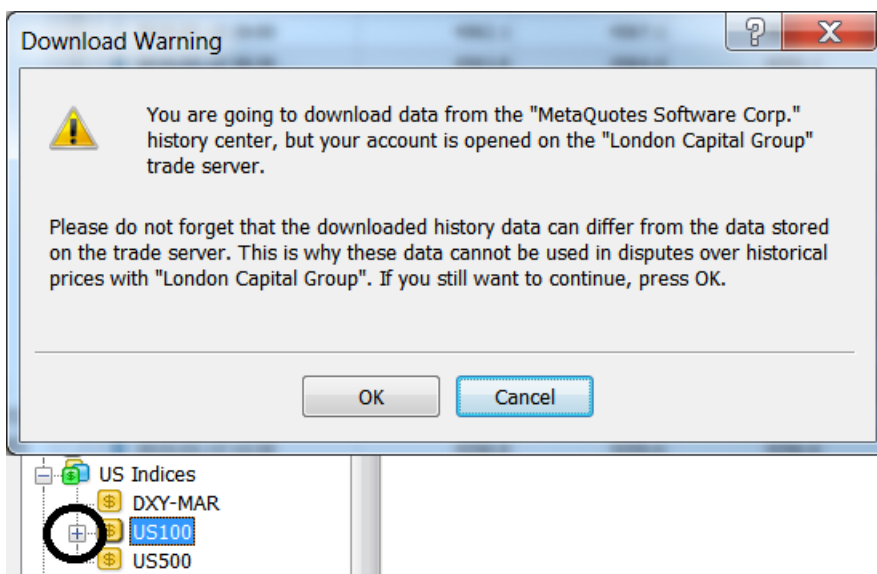 Download Warning
You are going to download data from the "MetaQuotes Software Corp."
history center, but your account is opened on the "London Capital Group"
trade server.
Please do not forget that the downloaded history data can differ from the data stored
on the trade server. This is why these data cannot be used in disputes over historical
prices with "London Capital Group". If you still want to continue, press OK.
OK
Cancel
US Indices
DXY-MAR
US100
US500